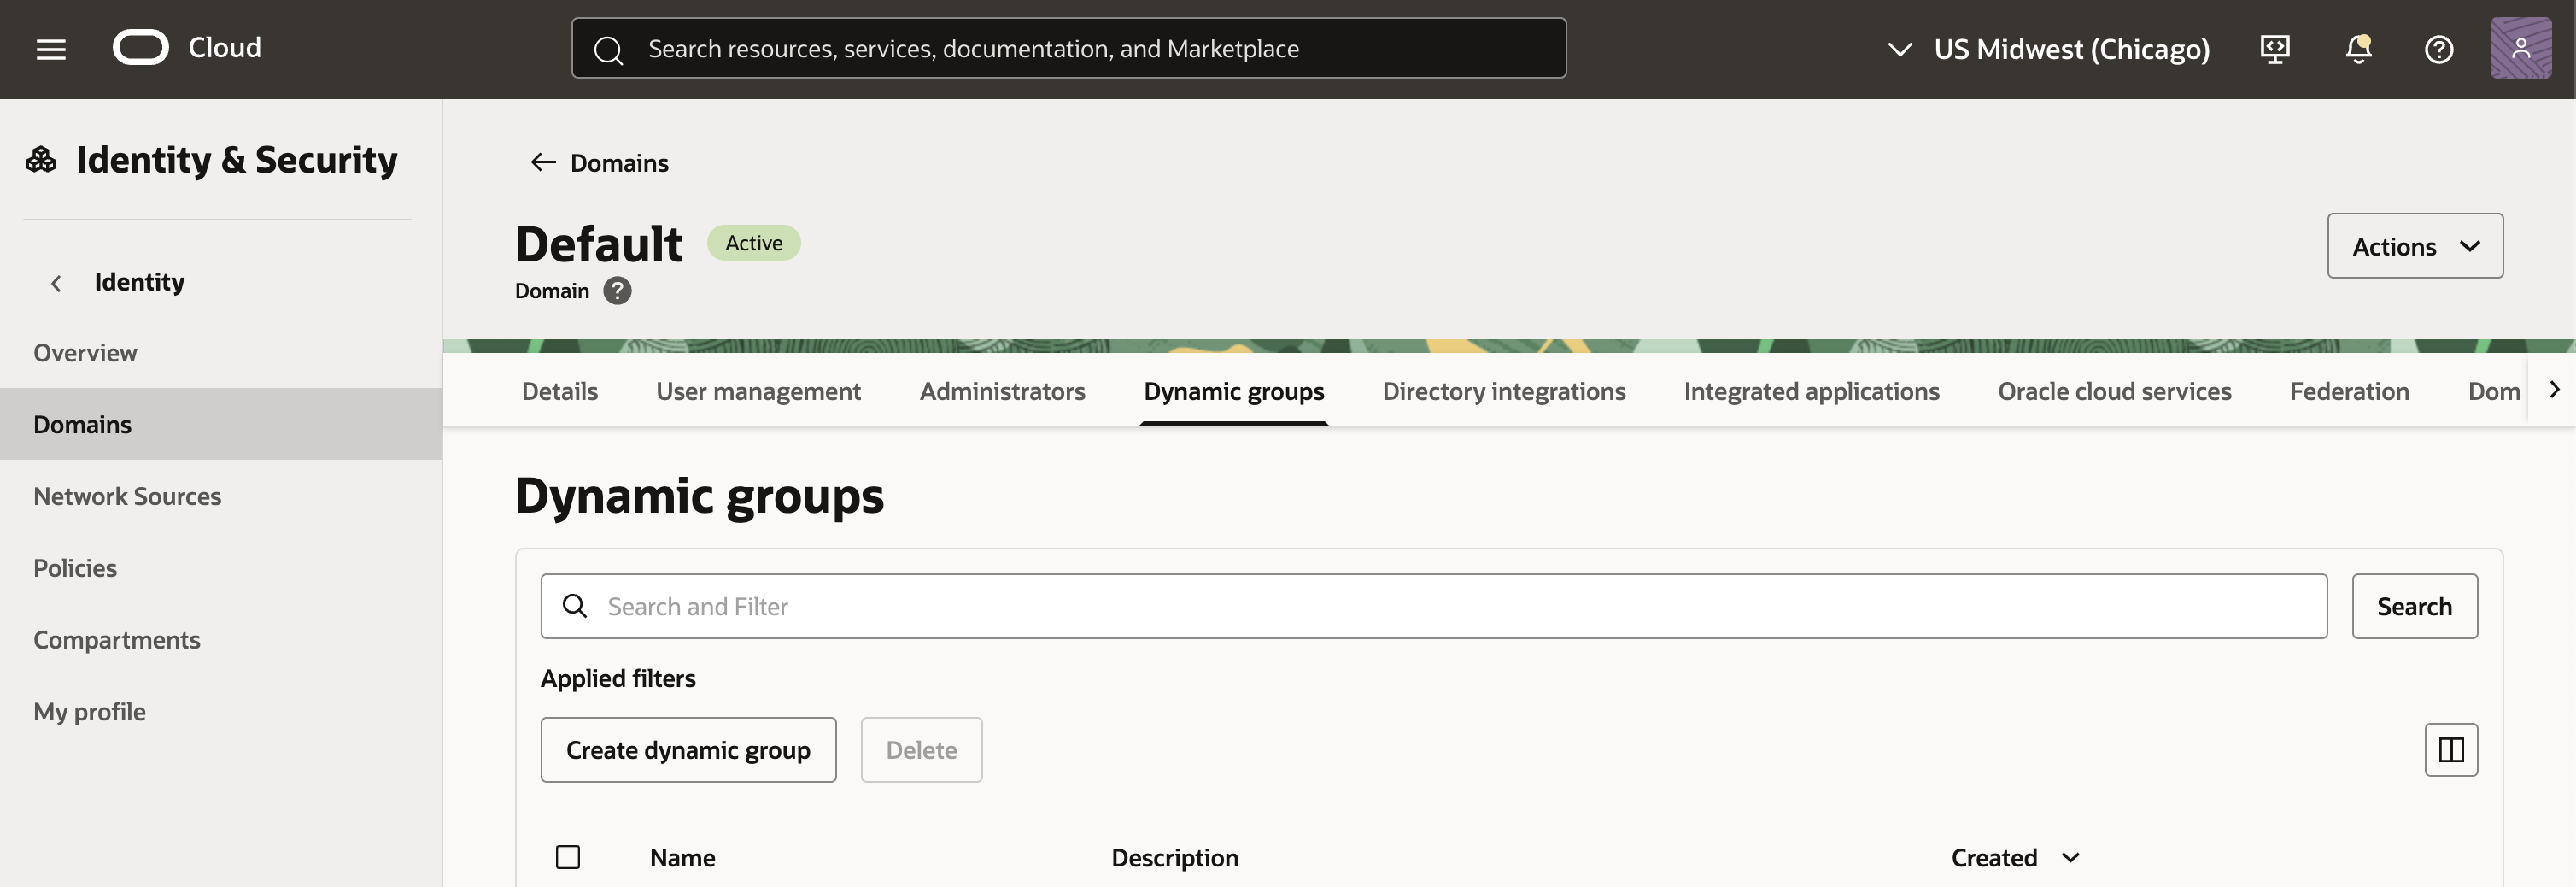 Cloud
Search resources, services, documentation, and Marketplace
US Midwest (Chicago)
Identity & Security
Identity
Overview
Domains
Network Sources
Policies
Compartments
My profile
Domains
Default Active
Domain ?
Actions
Details User management Administrators Dynamic groups Directory integrations Integrated applications Oracle cloud services Federation Dom
Dynamic groups
Search and Filter
Search
Applied filters
Create dynamic group Delete
Name Description Created